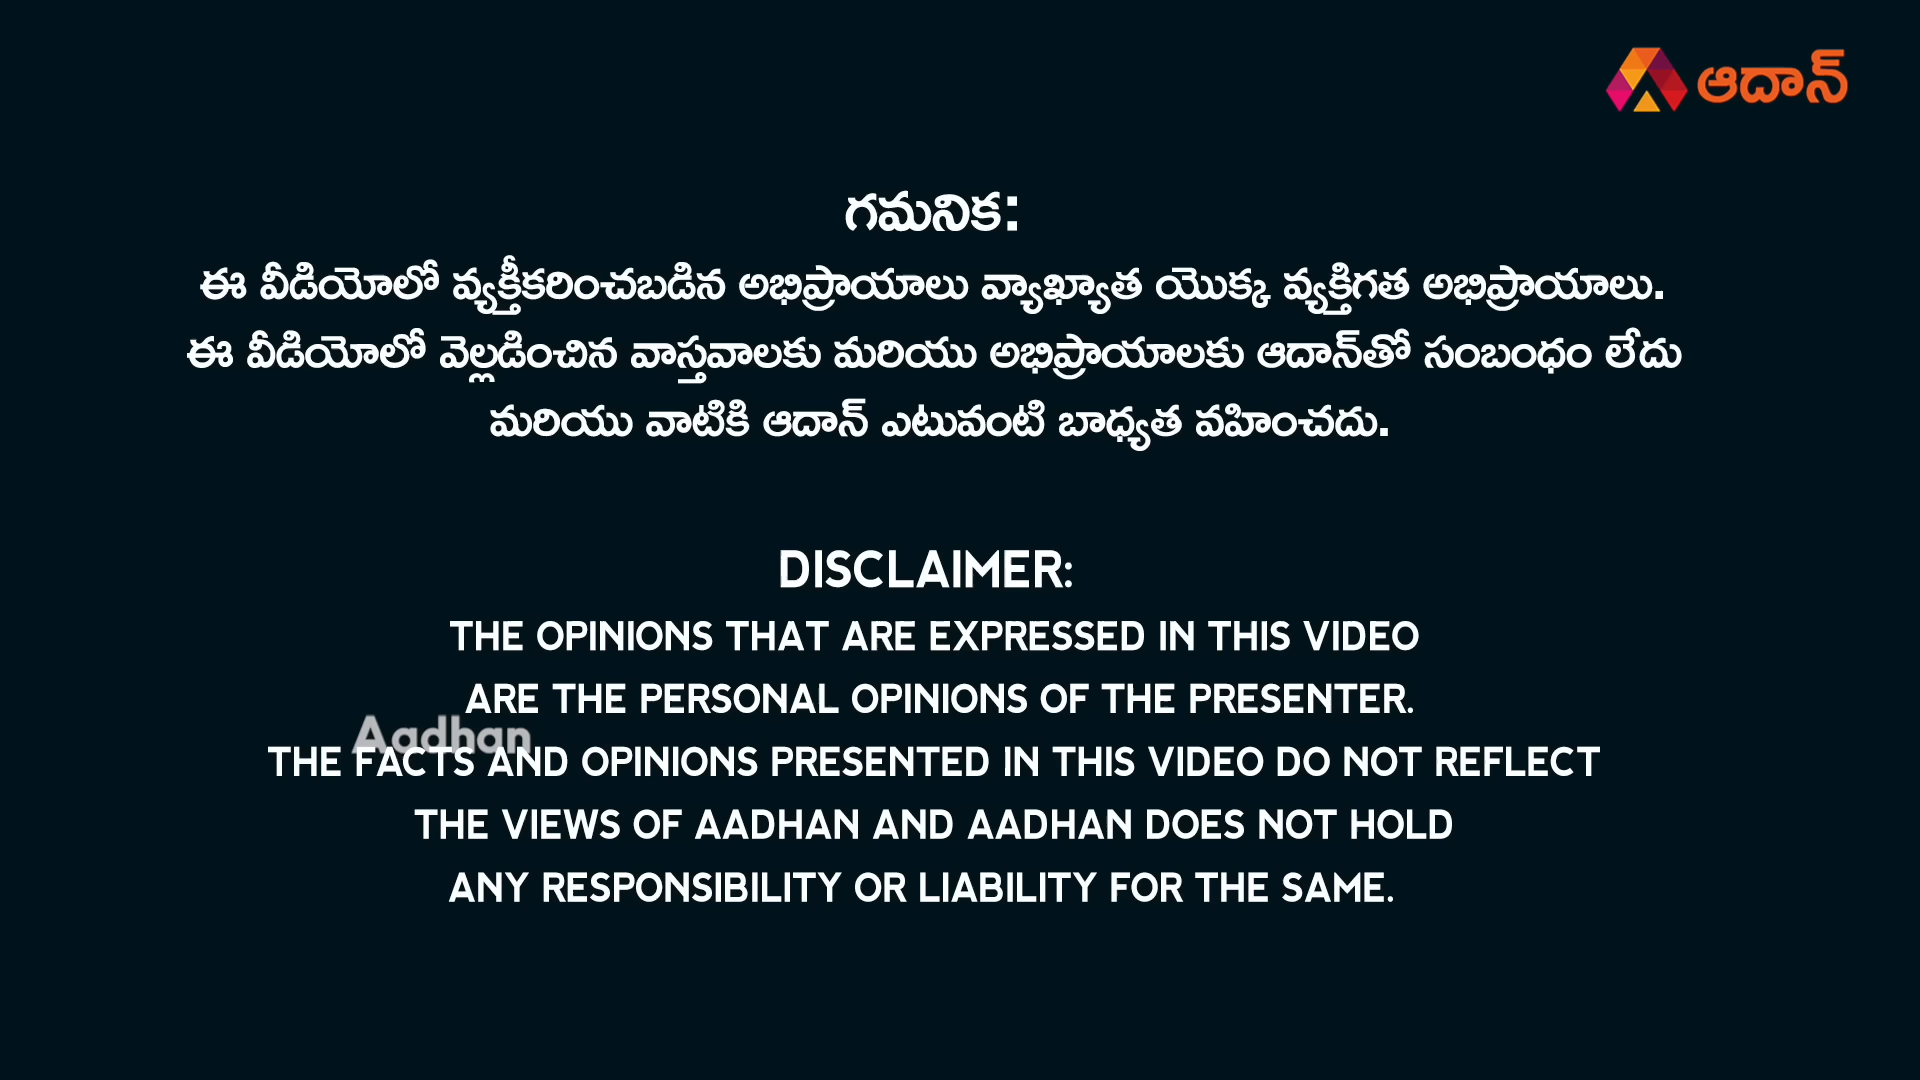 ఆదాన్
గమనిక:
ఈ వీడియోలో వ్యక్తీకరించబడిన అభిప్రాయాలు వ్యాఖ్యాత యొక్క వ్యక్తిగత అభిప్రాయాలు.
ఈ వీడియోలో వెల్లడించిన వాస్తవాలకు మరియు అభిప్రాయాలకు ఆదాన్‌తో సంబంధం లేదు
మరియు వాటికి ఆదాన్ ఎటువంటి బాధ్యత వహించదు.
DISCLAIMER:
THE OPINIONS THAT ARE EXPRESSED IN THIS VIDEO
ARE THE PERSONAL OPINIONS OF THE PRESENTER.
Aadhan
THE FACTS AND OPINIONS PRESENTED IN THIS VIDEO DO NOT REFLECT
THE VIEWS OF AADHAN AND AADHAN DOES NOT HOLD
ANY RESPONSIBILITY OR LIABILITY FOR THE SAME.